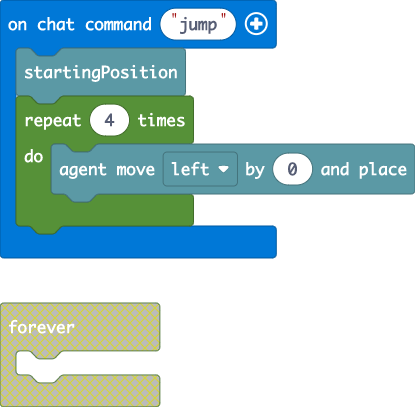 on chat command "jump"
startingPosition
repeat 4 times
do agent move left by 0 and place
forever